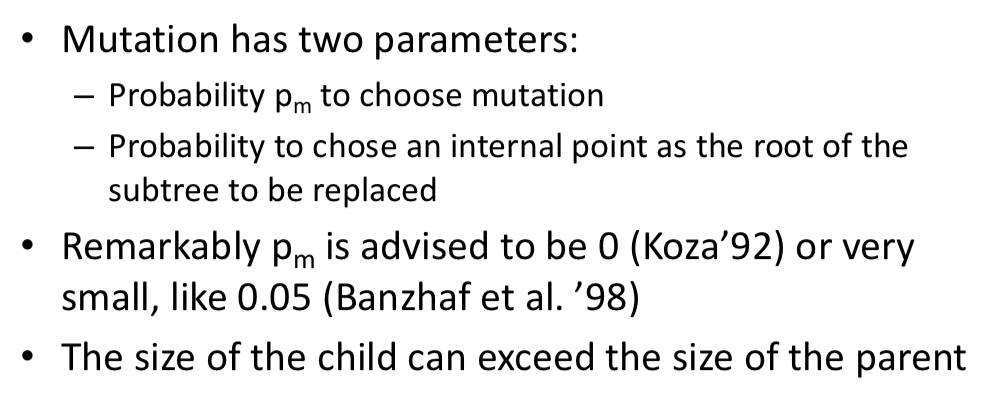 • Mutation has two parameters:
– Probability pm to choose mutation
– Probability to chose an internal point as the root of the
subtree to be replaced
• Remarkably pm is advised to be 0 (Koza’92) or very
small, like 0.05 (Banzhaf et al. ’98)
• The size of the child can exceed the size of the parent